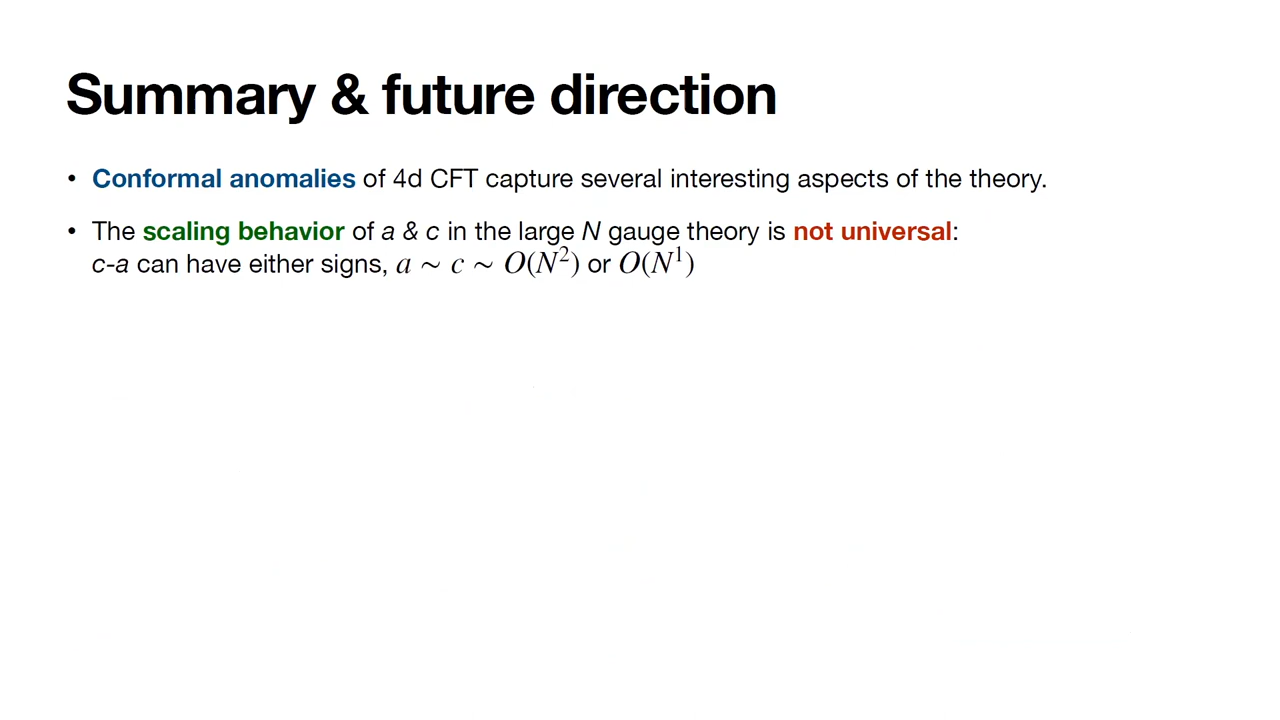 Summary & future direction
• Conformal anomalies of 4d CFT capture several interesting aspects of the theory.
• The scaling behavior of a & c in the large N gauge theory is not universal:
c-a can have either signs, a ∼ c ∼ O(N²) or O(N¹)